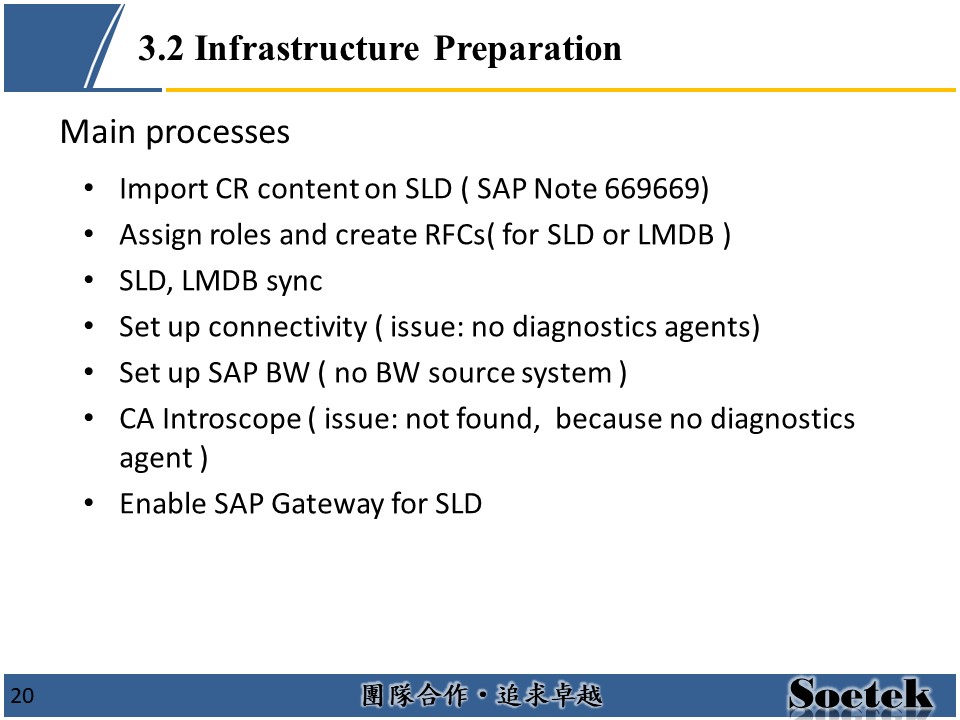 3.2 Infrastructure Preparation
Main processes
• Import CR content on SLD ( SAP Note 669669)
• Assign roles and create RFCs( for SLD or LMDB )
• SLD, LMDB sync
• Set up connectivity ( issue: no diagnostics agents)
• Set up SAP BW ( no BW source system )
• CA Introscope ( issue: not found,  because no diagnostics
agent )
• Enable SAP Gateway for SLD
20
團隊合作·追求卓越
Soetek